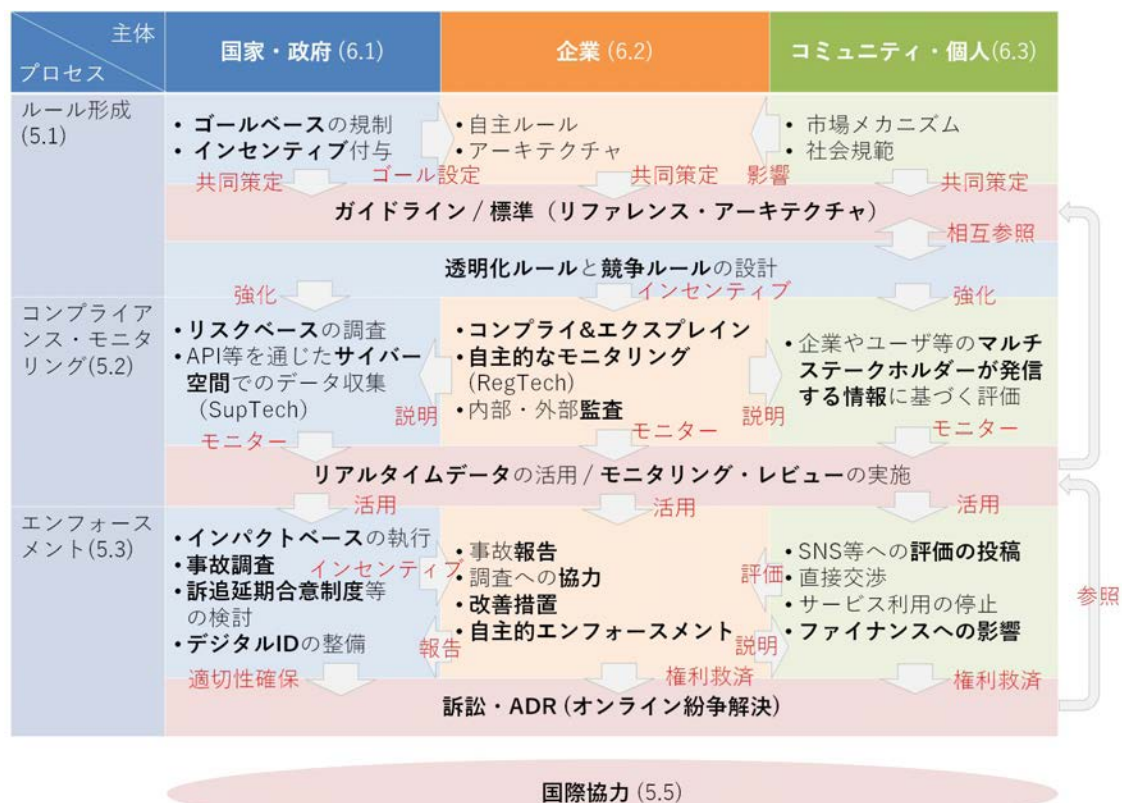 主体
プロセス
国家・政府 (6.1)
企業 (6.2)
コミュニティ・個人(6.3)
ルール形成
(5.1)
• ゴールベースの規制
• インセンティブ付与
• 自主ルール
• アーキテクチャ
• 市場メカニズム
• 社会規範
共同策定
ゴール設定
共同策定
影響
共同策定
ガイドライン / 標準（リファレンス・アーキテクチャ）
相互参照
透明化ルールと競争ルールの設計
強化
インセンティブ
強化
コンプライア
ンス・モニタ
リング(5.2)
• リスクベースの調査
• API等を通じたサイバー
空間でのデータ収集
（SupTech）
• コンプライ&エクスプレイン
• 自主的なモニタリング
(RegTech)
• 内部・外部監査
• 企業やユーザ等のマルチ
ステークホルダーが発信
する情報に基づく評価
説明
説明
モニター
モニター
モニター
リアルタイムデータの活用 / モニタリング・レビューの実施
活用
活用
活用
エンフォース
メント(5.3)
• インパクトベースの執行
• 事故調査
• 訴追延期合意制度等
の検討
• デジタルIDの整備
インセンティブ
• 事故報告
• 調査への協力
• 改善措置
• 自主的エンフォースメント
評価
• SNS等への評価の投稿
• 直接交渉
• サービス利用の停止
• ファイナンスへの影響
参照
報告
説明
適切性確保
権利救済
権利救済
訴訟・ADR (オンライン紛争解決)
国際協力 (5.5)